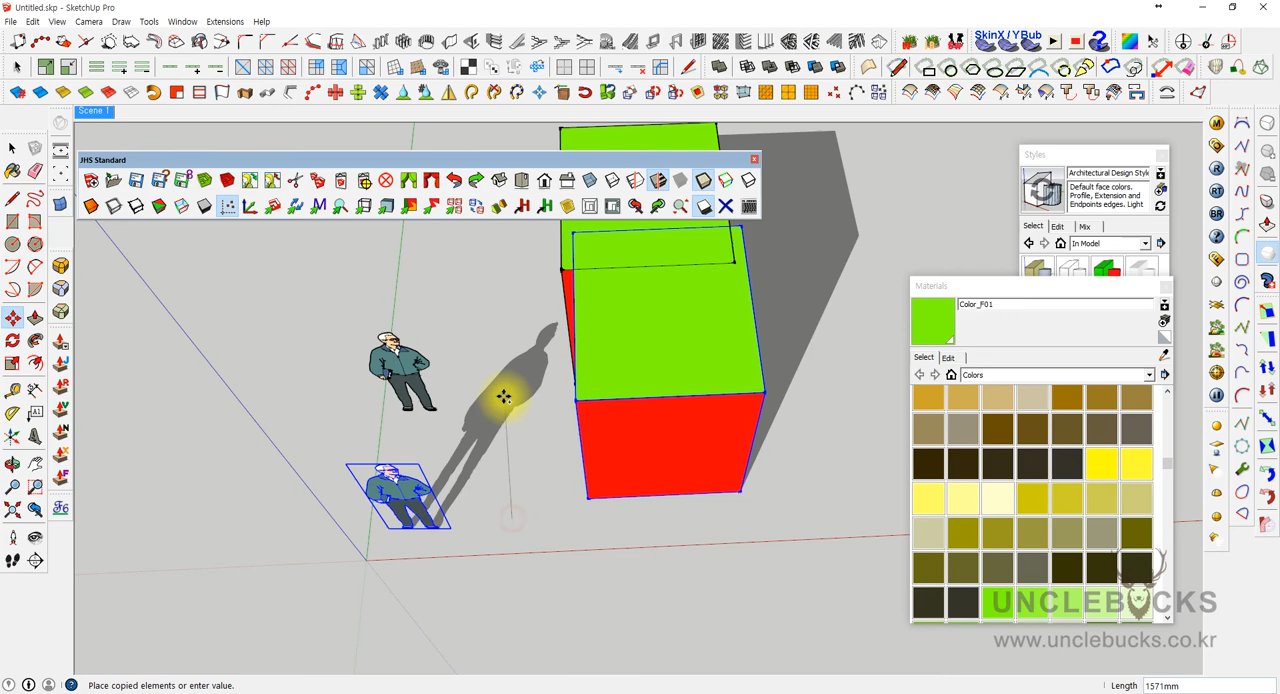 Untitled.skp - SketchUp Pro
File Edit View Camera Draw Tools Window Extensions Help
SkinX / YBub
Scene 1
JHS Standard
Styles
Architectural Design Style
Default face colors.
Profile, Extension and
Endpoints edges. Light
Select Edit Mix
In Model
Materials
Color_F01
Select Edit
Colors
UNCLEBUCKS
www.unclebucks.co.kr
Place copied elements or enter value.
Length 1571mm